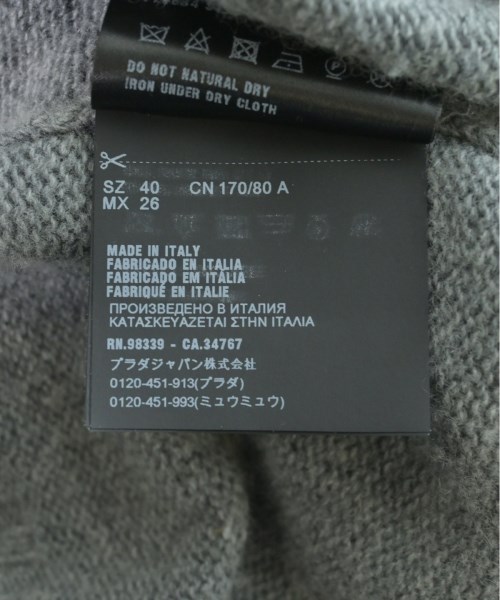 DO NOT NATURAL DRY
IRON UNDER DRY CLOTH
SZ 40 CN 170/80 A
MX 26
MADE IN ITALY
FABRICADO EN ITALIA
FABRICADO EM ITÁLIA
FABRIQUÉ EN ITALIE
ПРОИЗВЕДЕНО В ИТАЛИЯ
ΚΑΤΑΣΚΕΥΑΖΕΤΑΙ ΣΤΗΝ ΙΤΑΛΙΑ
RN.98339 - CA.34767
プラダジャパン株式会社
0120-451-913(プラダ)
0120-451-993(ミュウミュウ)